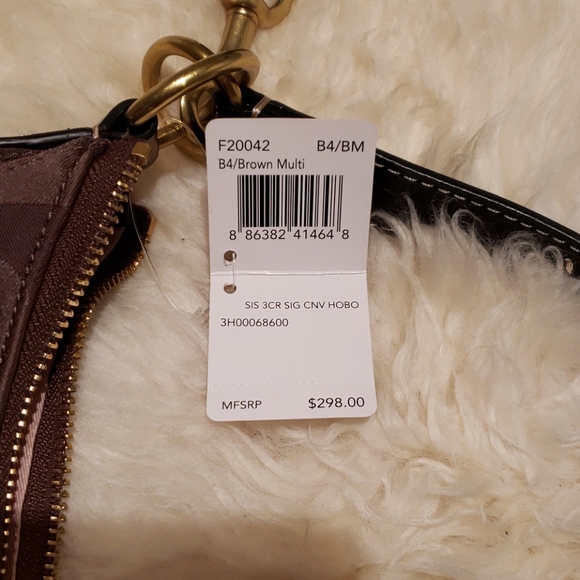 F20042 B4/BM
B4/Brown Multi
8 86382 41464 8
SIS 3CR SIG CNV HOBO
3H00068600
MFSRP $298.00